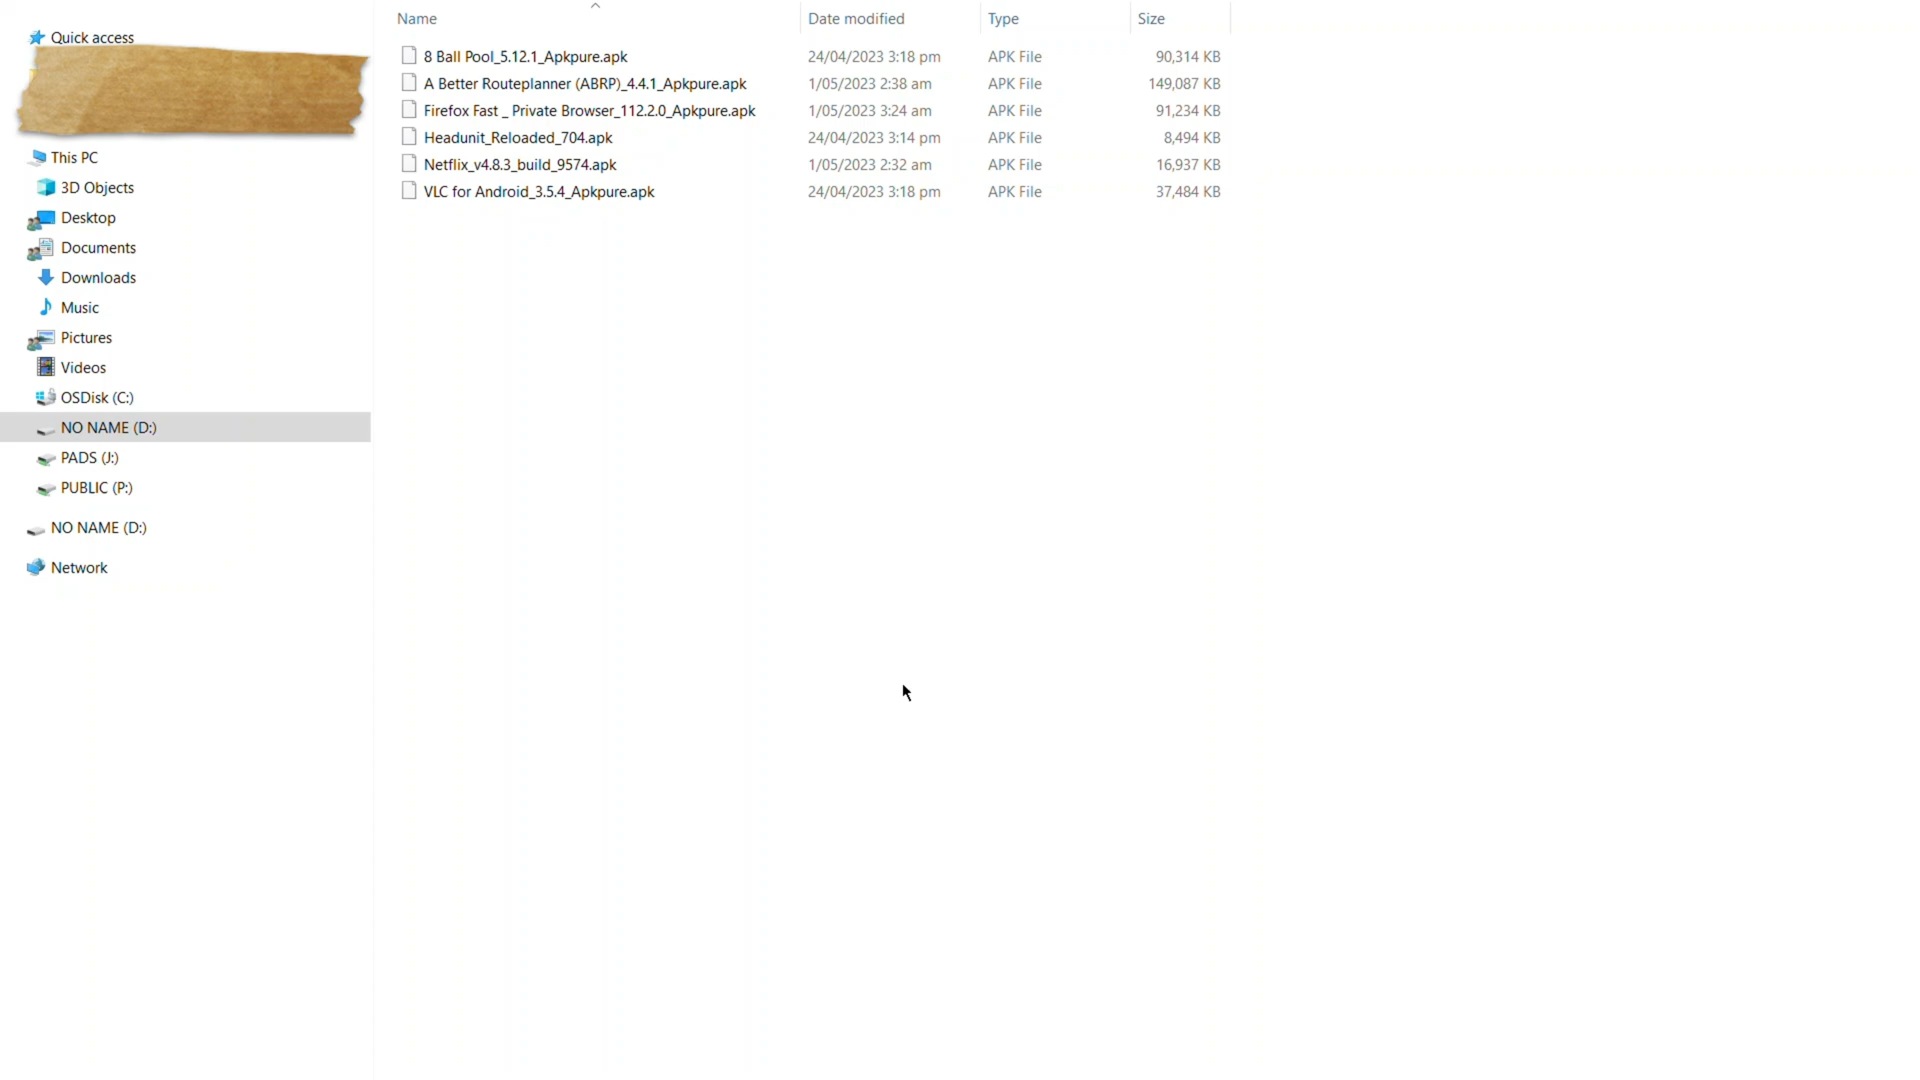 Quick access
This PC
3D Objects
Desktop
Documents
Downloads
Music
Pictures
Videos
OSDisk (C:)
NO NAME (D:)
PADS (J:)
PUBLIC (P:)
NO NAME (D:)
Network
Name Date modified Type Size
8 Ball Pool_5.12.1_Apkpure.apk 24/04/2023 3:18 pm APK File 90,314 KB
A Better Routeplanner (ABRP)_4.4.1_Apkpure.apk 1/05/2023 2:38 am APK File 149,087 KB
Firefox Fast _ Private Browser_112.2.0_Apkpure.apk 1/05/2023 3:24 am APK File 91,234 KB
Headunit_Reloaded_704.apk 24/04/2023 3:14 pm APK File 8,494 KB
Netflix_v4.8.3_build_9574.apk 1/05/2023 2:32 am APK File 16,937 KB
VLC for Android_3.5.4_Apkpure.apk 24/04/2023 3:18 pm APK File 37,484 KB